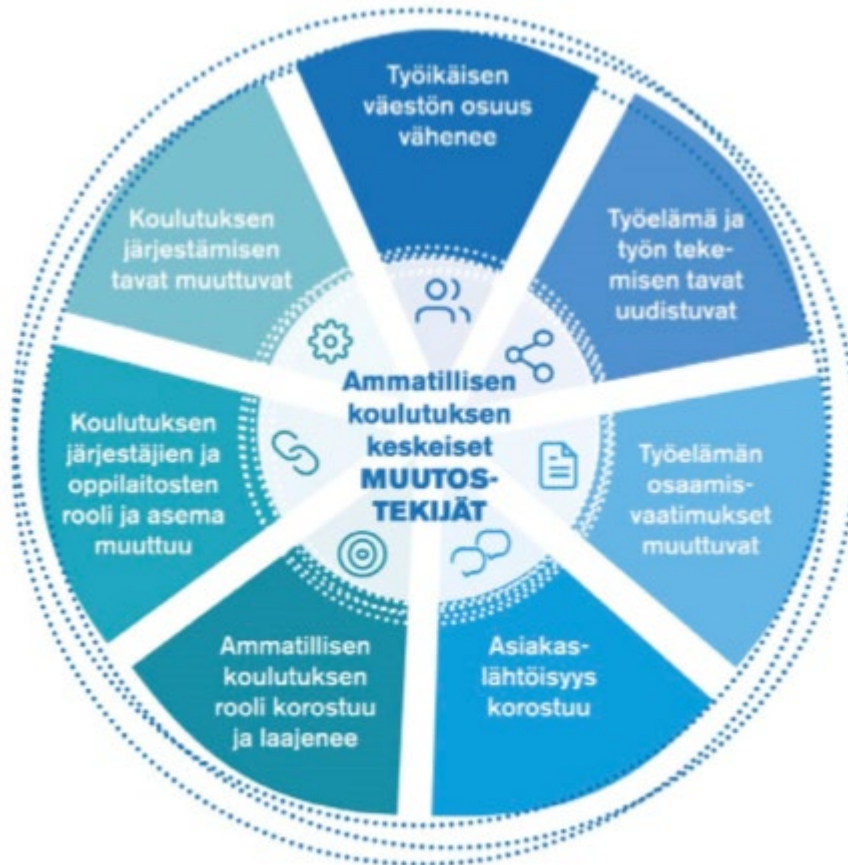 Työikäisen
väestön osuus
vähenee
Työelämä ja
työn teke-
misen tavat
uudistuvat
Työelämän
osaamis-
vaatimukset
muuttuvat
Asiakas-
lähtöisyys
korostuu
Ammatillisen
koulutuksen
rooli korostuu
ja laajenee
Koulutuksen
järjestäjien ja
oppilaitosten
rooli ja asema
muuttuu
Koulutuksen
järjestämisen
tavat muuttuvat
Ammatillisen
koulutuksen
keskeiset
MUUTOS-
TEKIJÄT